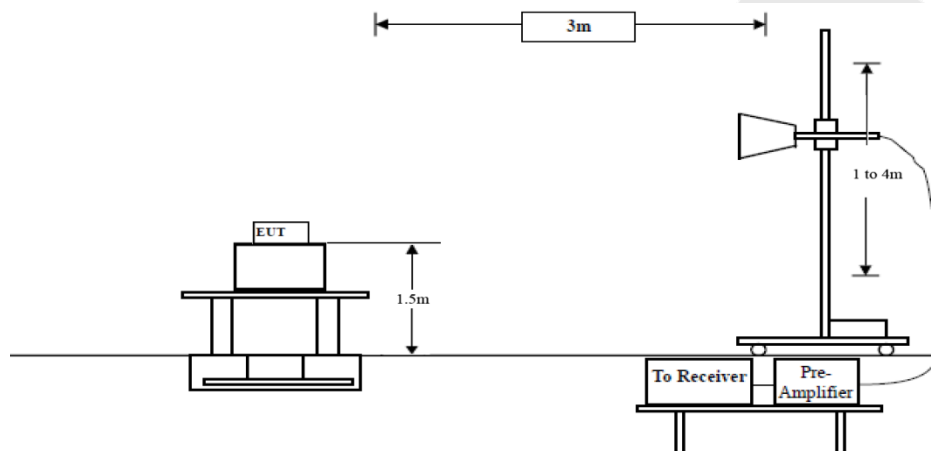 3m
1 to 4m
EUT
1.5m
To Receiver
Pre-
Amplifier